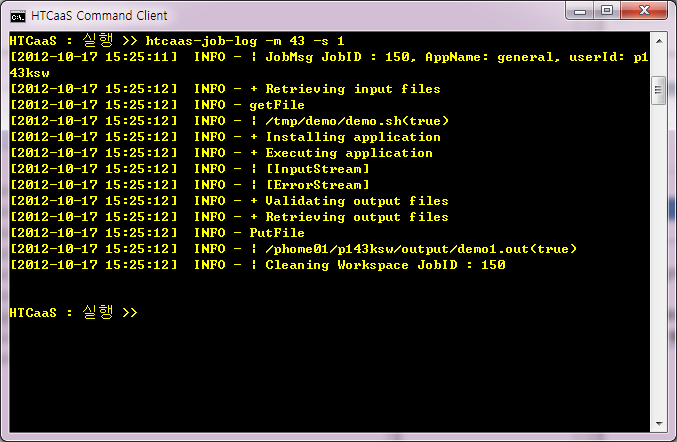 HTCaaS Command Client
HTCaaS : 실행 >> htcaas-job-log -m 43 -s 1
[2012-10-17 15:25:11]  INFO - ¦ JobMsg JobID : 150, AppName: general, userId: p1
43ksw
[2012-10-17 15:25:12]  INFO - + Retrieving input files
[2012-10-17 15:25:12]  INFO - getFile
[2012-10-17 15:25:12]  INFO - ¦ /tmp/demo/demo.sh(true)
[2012-10-17 15:25:12]  INFO - + Installing application
[2012-10-17 15:25:12]  INFO - + Executing application
[2012-10-17 15:25:12]  INFO - ¦ [InputStream]
[2012-10-17 15:25:12]  INFO - ¦ [ErrorStream]
[2012-10-17 15:25:12]  INFO - + Validating output files
[2012-10-17 15:25:12]  INFO - + Retrieving output files
[2012-10-17 15:25:12]  INFO - PutFile
[2012-10-17 15:25:12]  INFO - ¦ /phome01/p143ksw/output/demo1.out(true)
[2012-10-17 15:25:12]  INFO - ¦ Cleaning Workspace JobID : 150
HTCaaS : 실행 >>